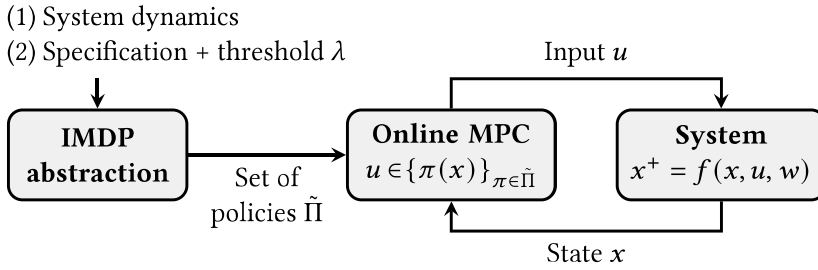 (1) System dynamics
(2) Specification + threshold λ
Input u
IMDP
abstraction
Set of
policies Π̃
Online MPC
u ∈ {π(x)}_{π∈Π̃}
System
x⁺ = f(x, u, w)
State x